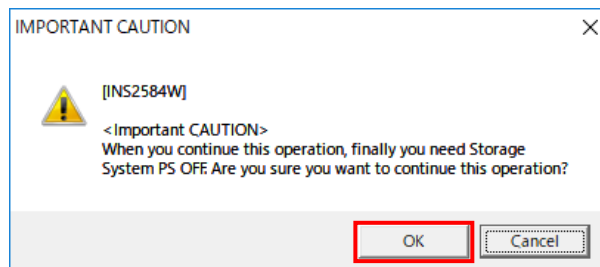 IMPORTANT CAUTION
[INS2584W]
<Important CAUTION>
When you continue this operation, finally you need Storage
System PS OFF. Are you sure you want to continue this operation?
OK
Cancel